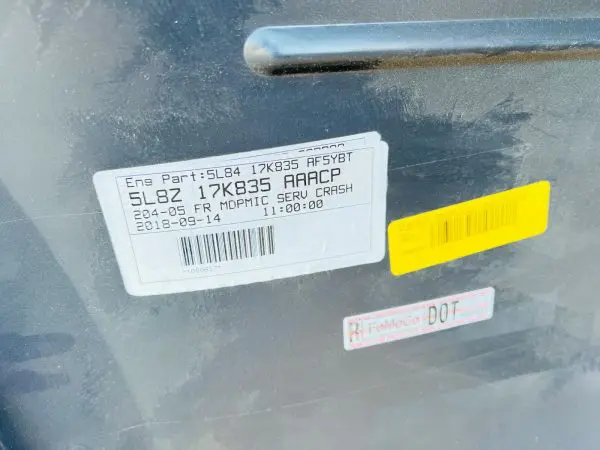 Eng Part:5L84 17K835 AF5YBT
5L8Z 17K835 AAACP
204-05 FR MDPMIC SERV CRASH
2018-09-14 11:00:00
R FoMoCo DOT